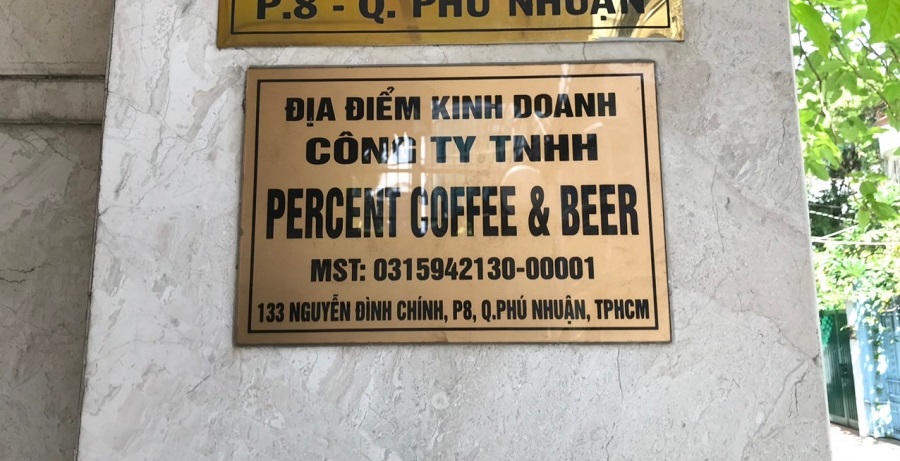 P.8 - Q. PHÚ NHUẬN
ĐỊA ĐIỂM KINH DOANH
CÔNG TY TNHH
PERCENT COFFEE & BEER
MST: 0315942130-00001
133 NGUYỄN ĐÌNH CHÍNH, P8, Q.PHÚ NHUẬN, TPHCM